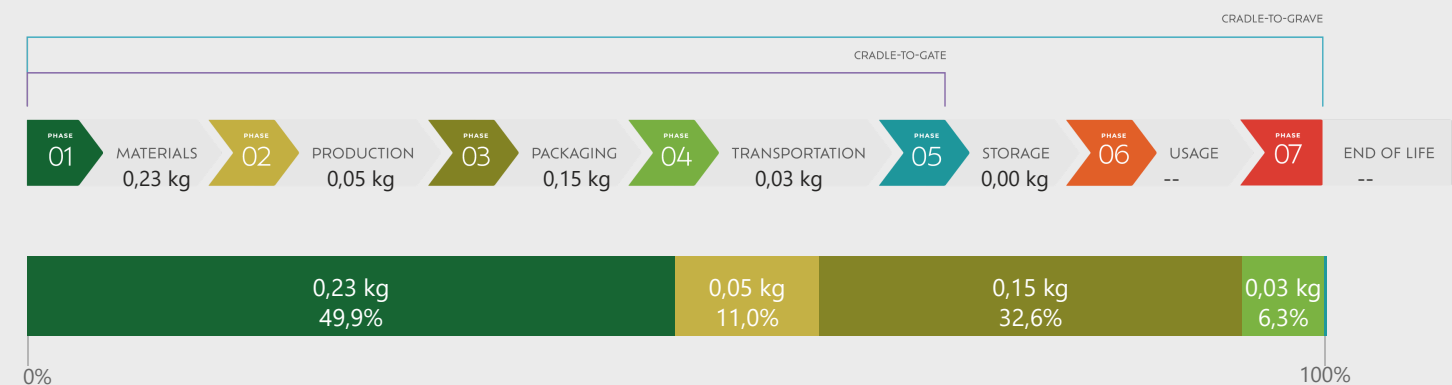 CRADLE-TO-GRAVE
CRADLE-TO-GATE
PHASE
01
MATERIALS
0,23 kg
PHASE
02
PRODUCTION
0,05 kg
PHASE
03
PACKAGING
0,15 kg
PHASE
04
TRANSPORTATION
0,03 kg
PHASE
05
STORAGE
0,00 kg
PHASE
06
USAGE
--
PHASE
07
END OF LIFE
--
0,23 kg
49,9%
0,05 kg
11,0%
0,15 kg
32,6%
0,03 kg
6,3%
0%
100%